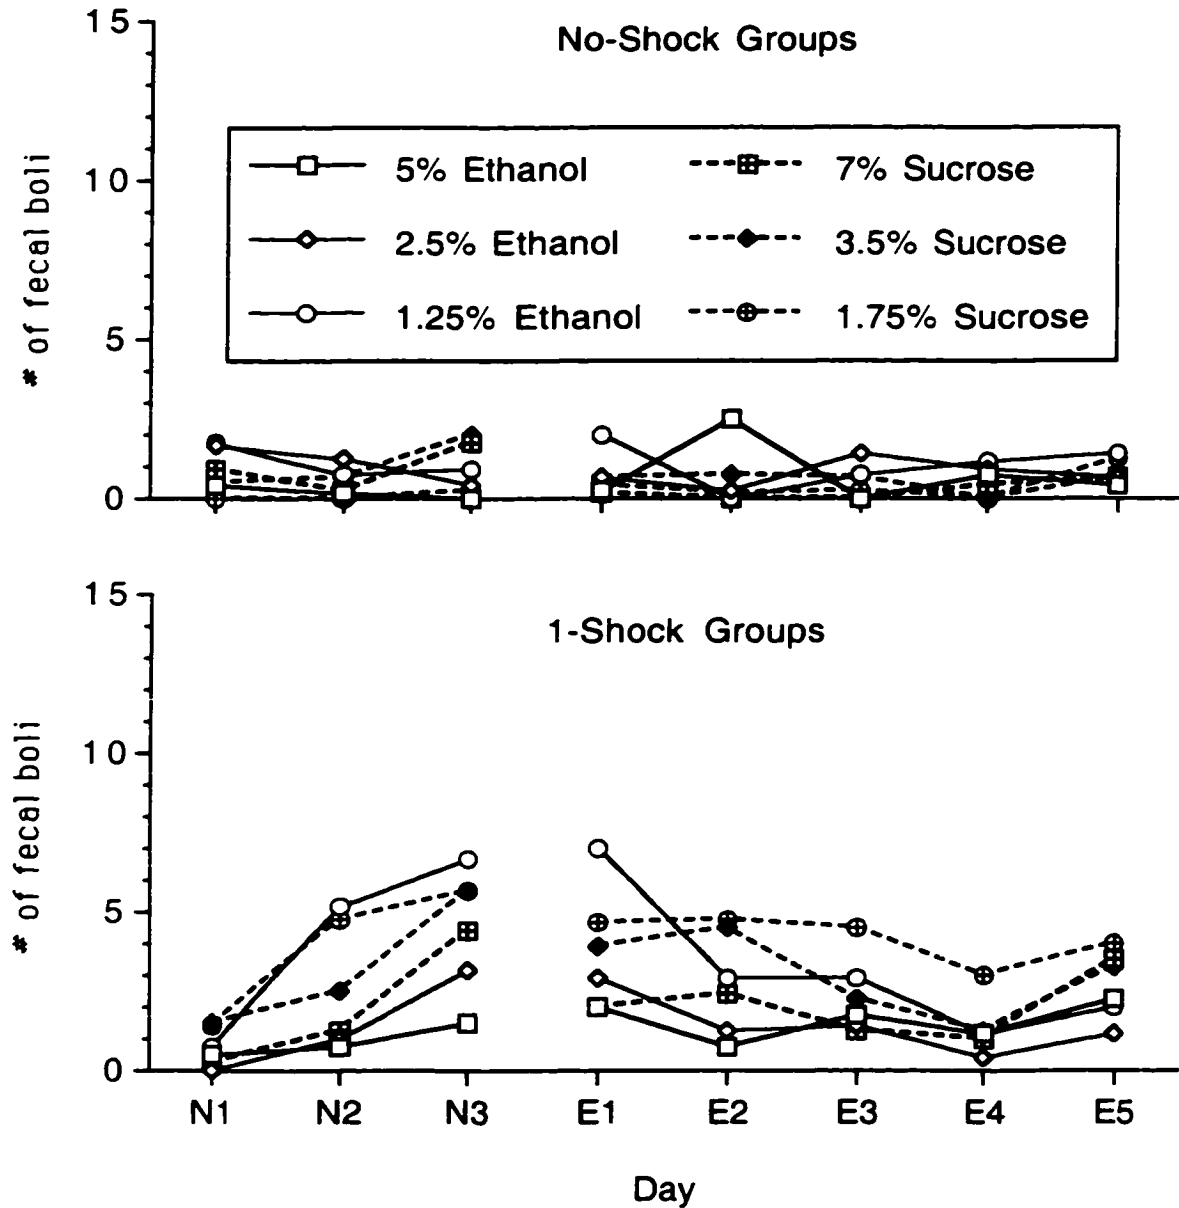 No-Shock Groups
15
10
5
0
# of fecal boli
5% Ethanol
7% Sucrose
2.5% Ethanol
3.5% Sucrose
1.25% Ethanol
1.75% Sucrose
1-Shock Groups
15
10
5
0
# of fecal boli
N1 N2 N3 E1 E2 E3 E4 E5
Day